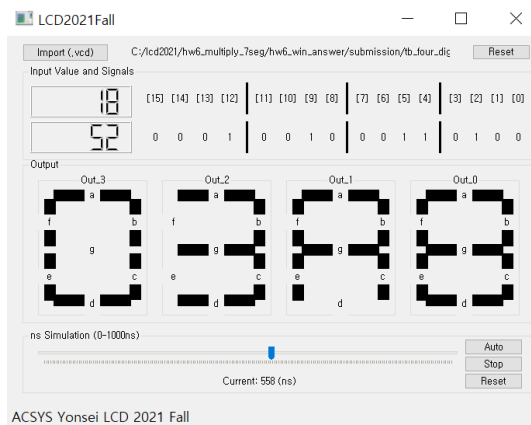 LCD2021Fall
Import (.vcd) C:/lcd2021/hw6_multiply_7seg/hw6_win_answer/submission/tb_four_dig Reset
Input Value and Signals
18 [15] [14] [13] [12] [11] [10] [9] [8] [7] [6] [5] [4] [3] [2] [1] [0]
52 0 0 0 1 0 0 1 0 0 0 1 1 0 1 0 0
Output
Out_3 Out_2 Out_1 Out_0
a a a a
f b f b f b f b
g g g g
e c e c e c e c
d d d d
0 3 A 8
ns Simulation (0-1000ns)
Auto
Stop
Current: 558 (ns) Reset
ACSYS Yonsei LCD 2021 Fall